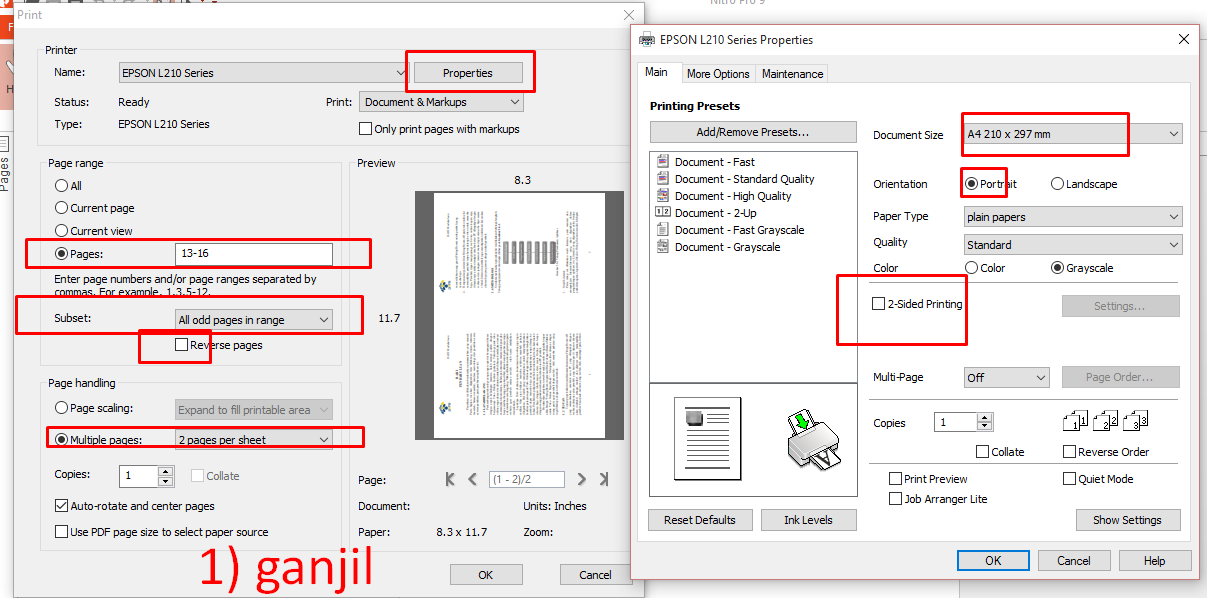 Nitro Pro 9
Print
Printer
Name:
EPSON L210 Series
Properties
Status:
Ready
Print:
Document & Markups
Type:
EPSON L210 Series
Only print pages with markups
Page range
All
Current page
Current view
Pages:
13-16
Enter page numbers and/or page ranges separated by
commas. For example, 1,3,5-12.
Subset:
All odd pages in range
Reverse pages
Page handling
Page scaling:
Expand to fill printable area
Multiple pages:
2 pages per sheet
Copies:
1
Collate
Auto-rotate and center pages
Use PDF page size to select paper source
Preview
8.3
11.7
Page:
(1 - 2)/2
Document:
Units: Inches
Paper:
8.3 x 11.7
Zoom:
OK
Cancel
1) ganjil
Pages
EPSON L210 Series Properties
Main
More Options
Maintenance
Printing Presets
Add/Remove Presets...
Document - Fast
Document - Standard Quality
Document - High Quality
Document - 2-Up
Document - Fast Grayscale
Document - Grayscale
Reset Defaults
Ink Levels
Document Size
A4 210 x 297 mm
Orientation
Portrait
Landscape
Paper Type
plain papers
Quality
Standard
Color
Color
Grayscale
2-Sided Printing
Settings...
Multi-Page
Off
Page Order...
Copies
1
1 1 2 2 3 3
Collate
Reverse Order
Print Preview
Quiet Mode
Job Arranger Lite
Show Settings
OK
Cancel
Help